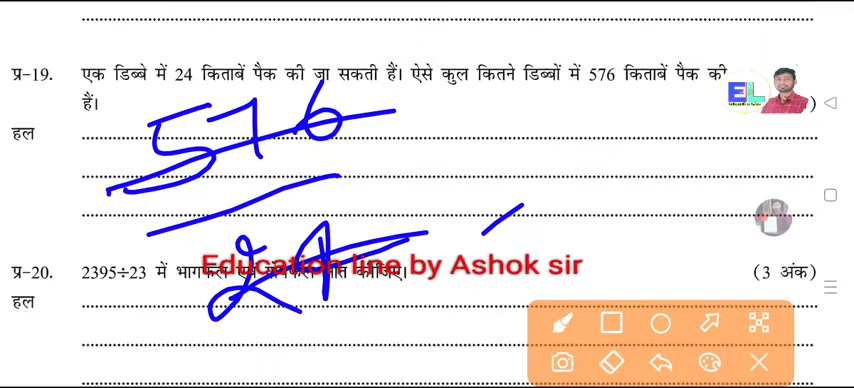 प्र–19. एक डिब्बे में 24 किताबें पैक की जा सकती हैं। ऐसे कुल कितने डिब्बों में 576 किताबें पैक की
हैं। )
EL
हल
576
24
Education line by Ashok sir
प्र–20. 2395÷23 में भागफल ज्ञात कीजिए। (3 अंक)
हल